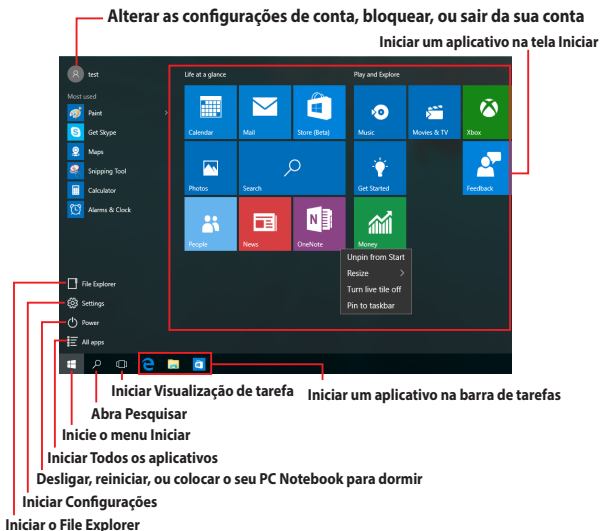 Alterar as configurações de conta, bloquear, ou sair da sua conta
Iniciar um aplicativo na tela Iniciar
test
Most used
Paint
Get Skype
Maps
Snipping Tool
Calculator
Alarms & Clock
File Explorer
Settings
Power
All apps
Life at a glance
Play and Explore
Calendar
Mail
Store (Beta)
Music
Movies & TV
Xbox
Photos
Search
Get Started
Feedback
People
News
OneNote
Money
Unpin from Start
Resize
Turn live tile off
Pin to taskbar
Iniciar Visualização de tarefa
Iniciar um aplicativo na barra de tarefas
Abra Pesquisar
Inicie o menu Iniciar
Iniciar Todos os aplicativos
Desligar, reiniciar, ou colocar o seu PC Notebook para dormir
Iniciar Configurações
Iniciar o File Explorer